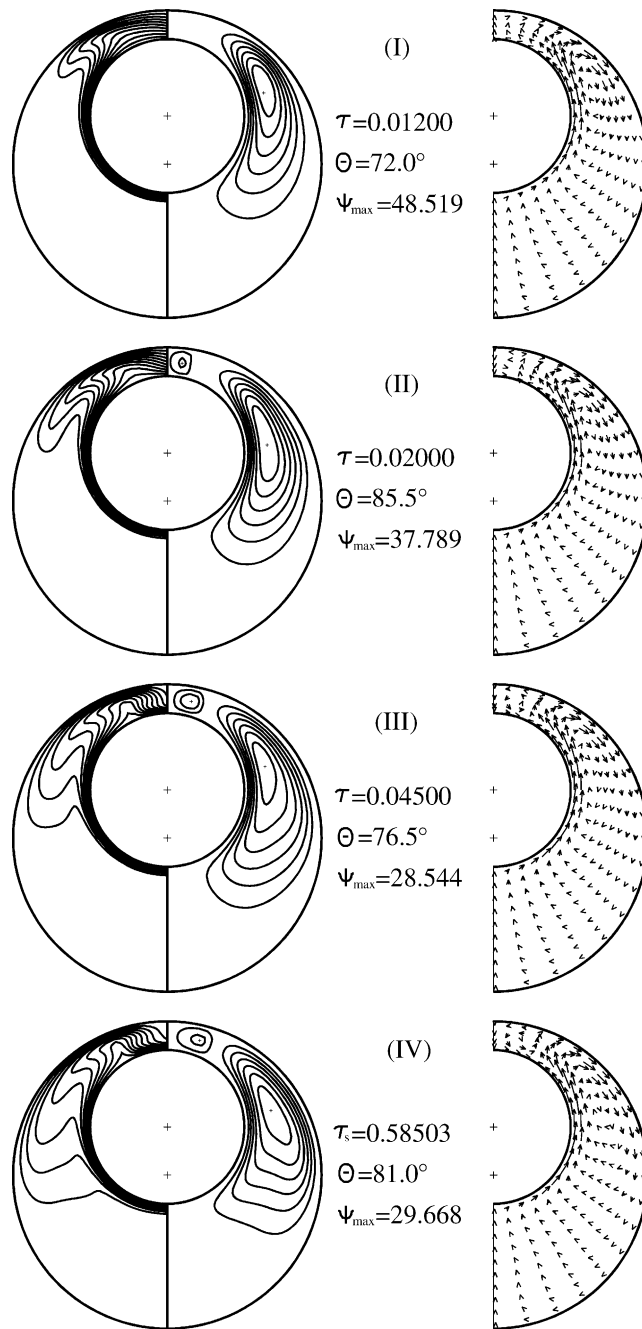 (I)
τ=0.01200
Θ=72.0°
Ψmax=48.519
(II)
τ=0.02000
Θ=85.5°
Ψmax=37.789
(III)
τ=0.04500
Θ=76.5°
Ψmax=28.544
(IV)
τs=0.58503
Θ=81.0°
Ψmax=29.668